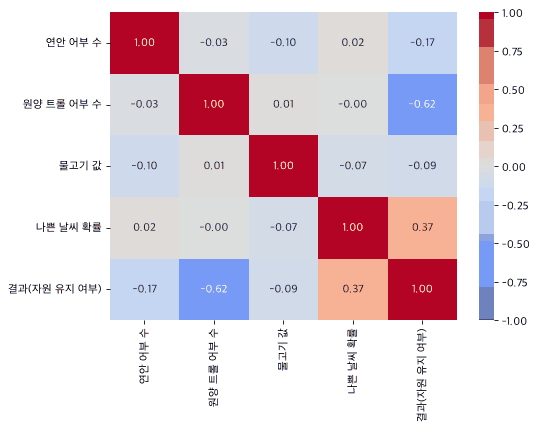 연안 어부 수 1.00 -0.03 -0.10 0.02 -0.17
원양 트롤 어부 수 -0.03 1.00 0.01 -0.00 -0.62
물고기 값 -0.10 0.01 1.00 -0.07 -0.09
나쁜 날씨 확률 0.02 -0.00 -0.07 1.00 0.37
결과(자원 유지 여부) -0.17 -0.62 -0.09 0.37 1.00
연안 어부 수
원양 트롤 어부 수
물고기 값
나쁜 날씨 확률
결과(자원 유지 여부)
1.00
0.75
0.50
0.25
0.00
-0.25
-0.50
-0.75
-1.00